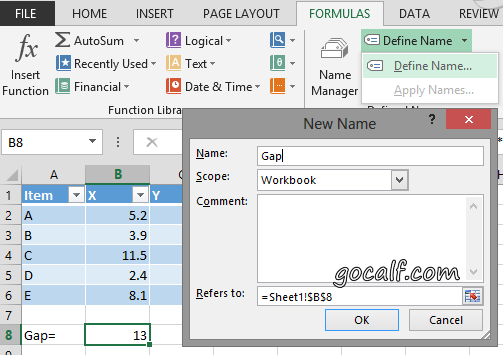 FILE HOME INSERT PAGE LAYOUT FORMULAS DATA REVIEW
fx Insert Function
Σ AutoSum
Recently Used
Financial
Logical
Text
Date & Time
Function Libra
Name Manager
Define Name
Define Name...
Apply Names...
B8
New Name
? ×
Name: Gap
Scope: Workbook
Comment:
gocalf.com
Refers to: =Sheet1!$B$8
OK Cancel
A B
1 Item X Y
2 A 5.2
3 B 3.9
4 C 11.5
5 D 2.4
6 E 8.1
7
8 Gap= 13